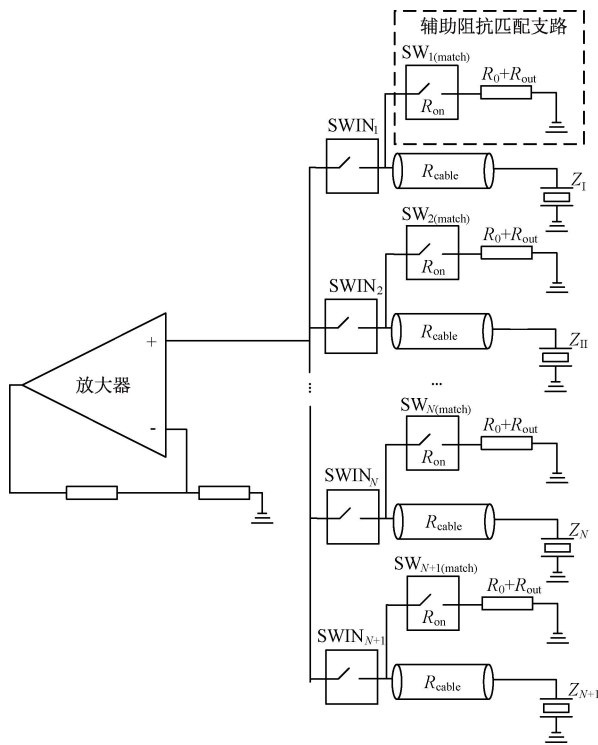 辅助阻抗匹配支路
SW1(match)
R0+Rout
Ron
SWIN1
Rcable
ZI
SW2(match)
R0+Rout
Ron
SWIN2
Rcable
ZII
+
放大器
-
...
...
SWN(match)
R0+Rout
Ron
SWINN
Rcable
ZN
SWN+1(match)
R0+Rout
Ron
SWINN+1
Rcable
ZN+1